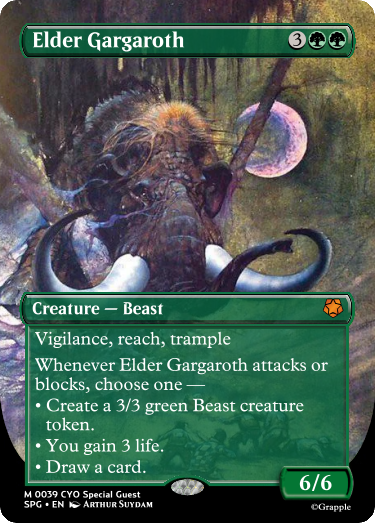 Elder Gargaroth 3
Creature — Beast
Vigilance, reach, trample
Whenever Elder Gargaroth attacks or
blocks, choose one —
• Create a 3/3 green Beast creature
token.
• You gain 3 life.
• Draw a card.
6/6
M 0039 CYO Special Guest
SPG • EN Arthur Suydam
©Grapple